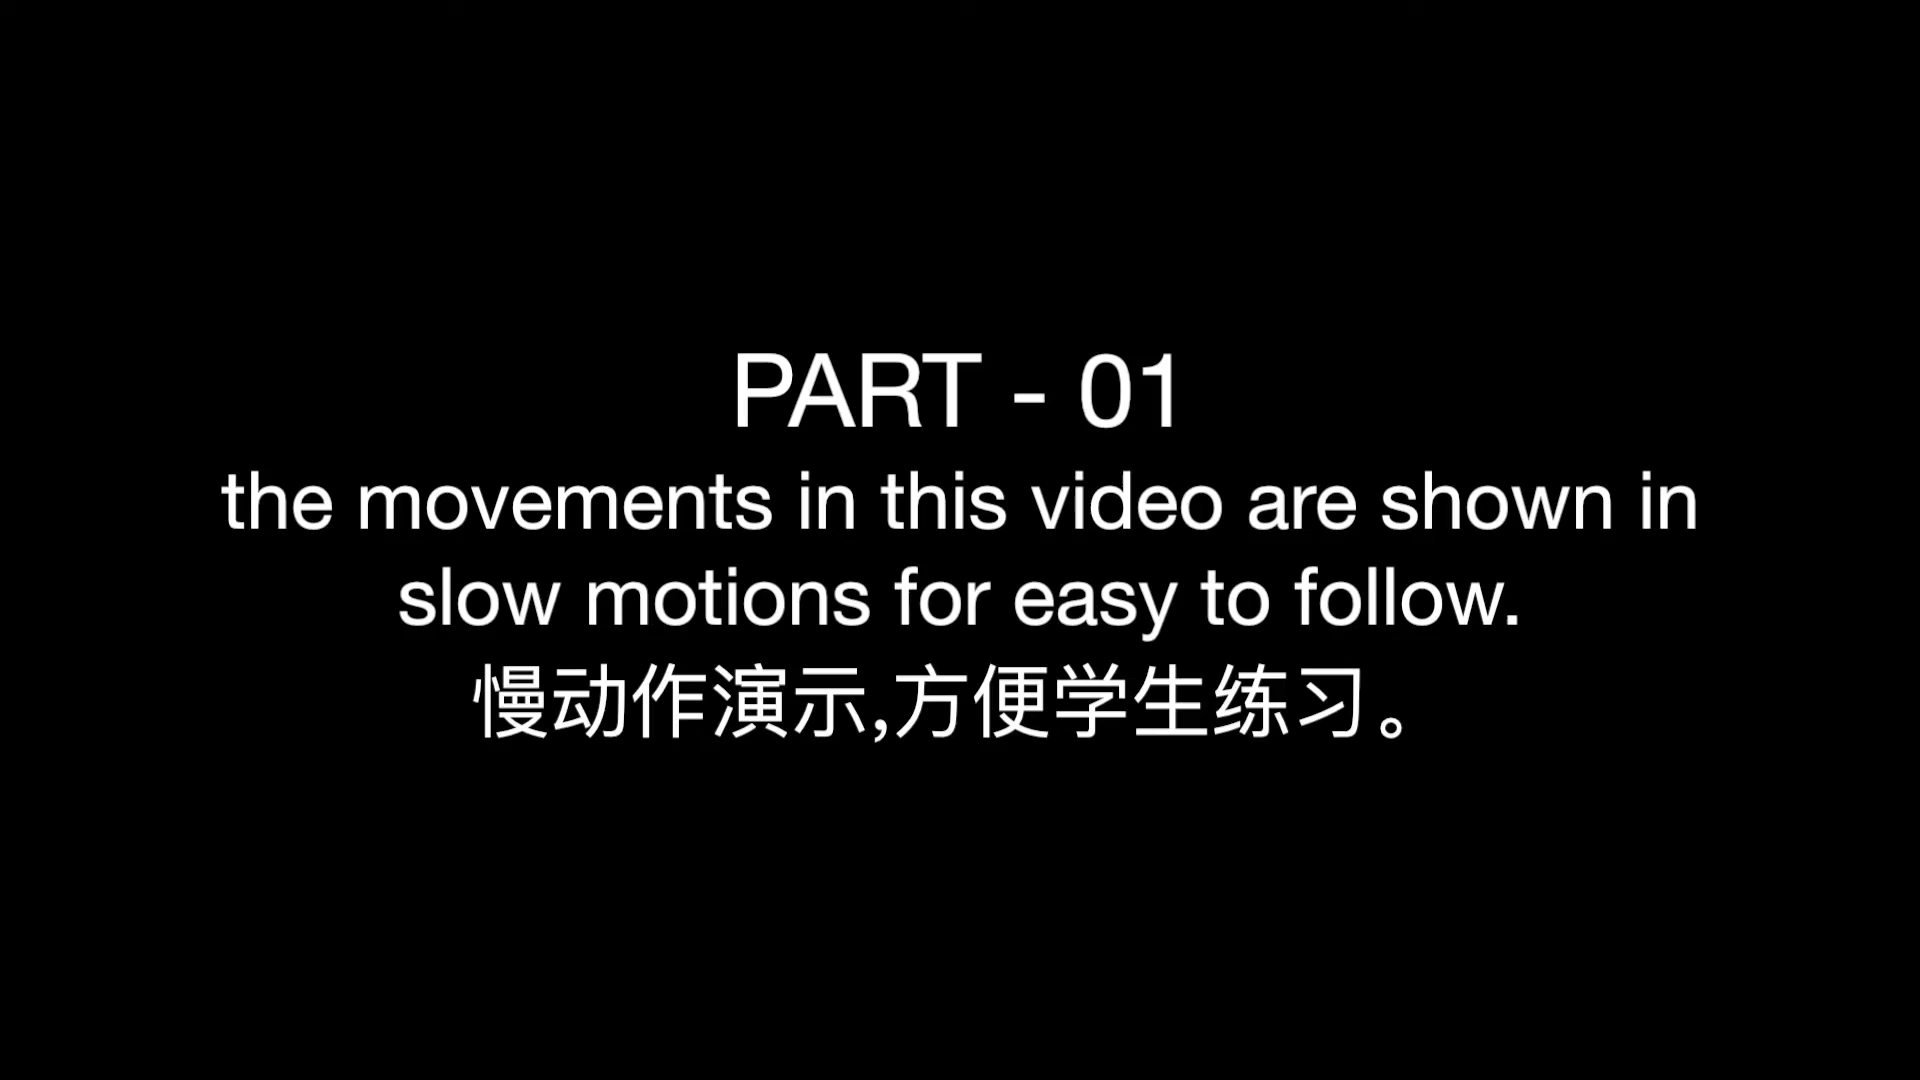 PART - 01
the movements in this video are shown in
slow motions for easy to follow.
慢动作演示,方便学生练习。